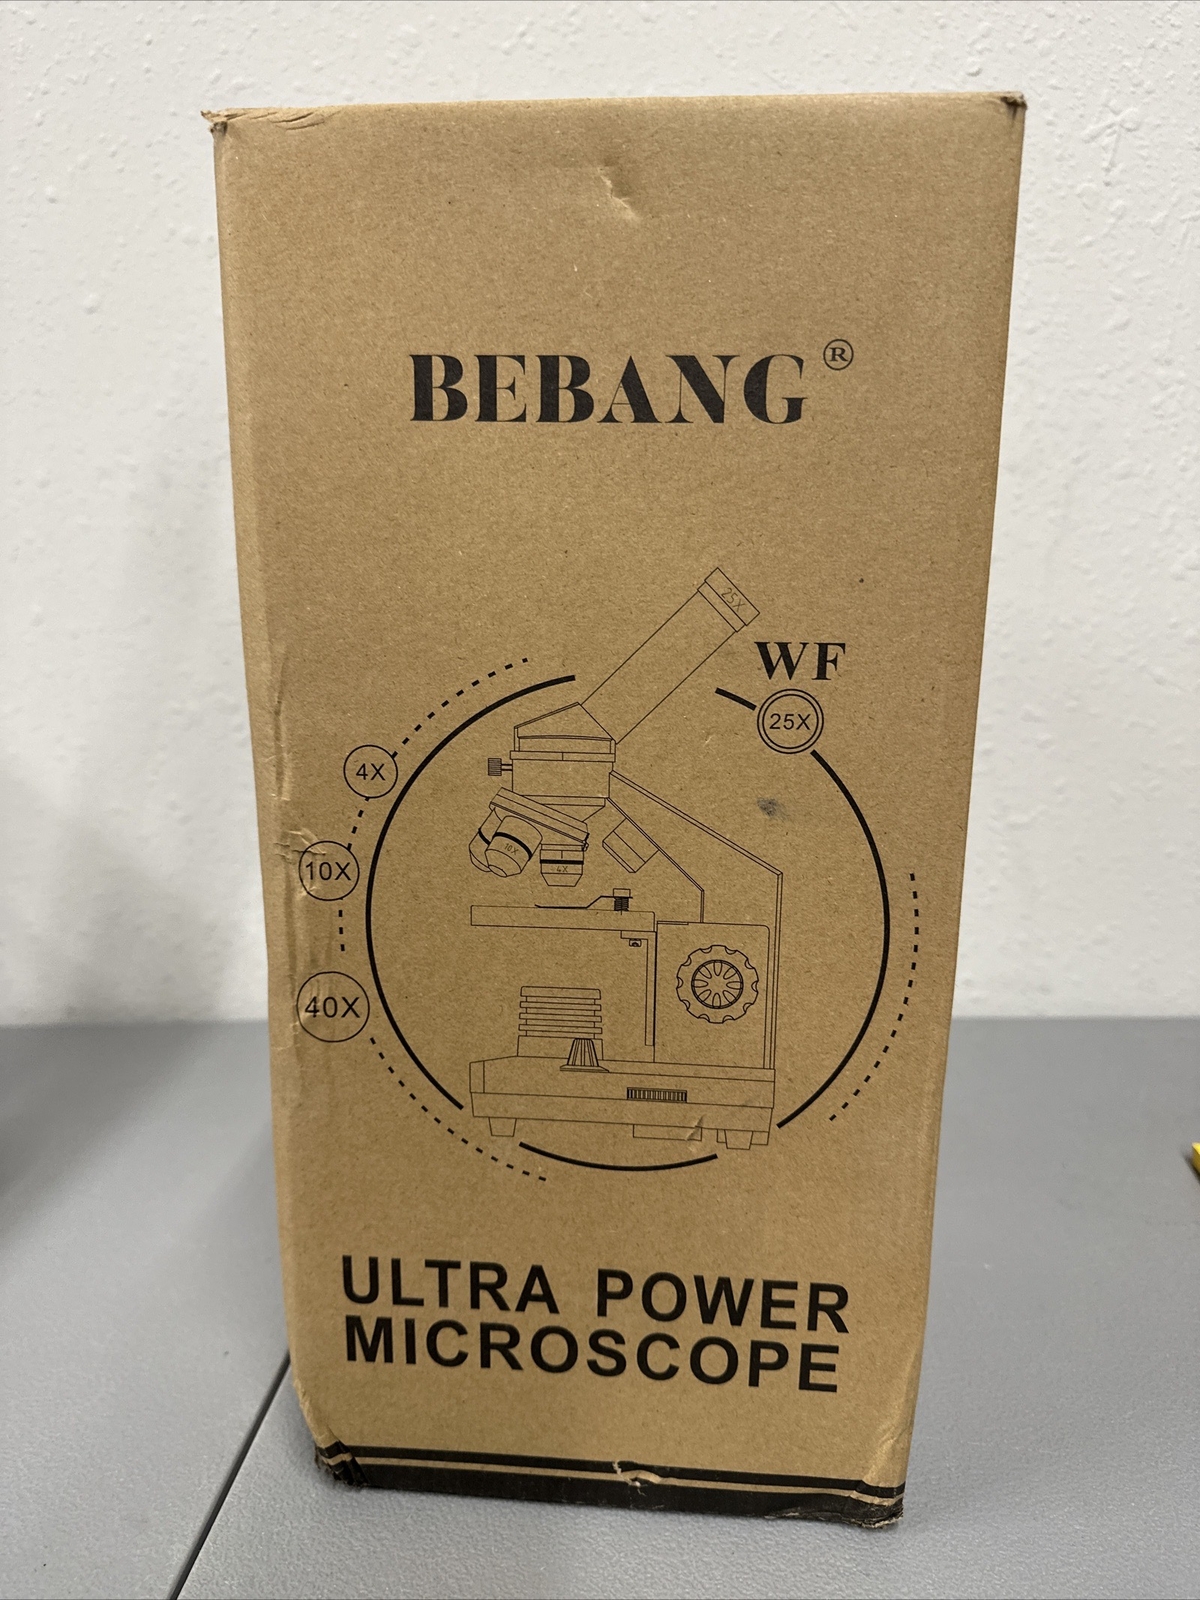 BEBANG ®
25X
WF
25X
4X
10X
10X
4X
40X
ULTRA POWER
MICROSCOPE